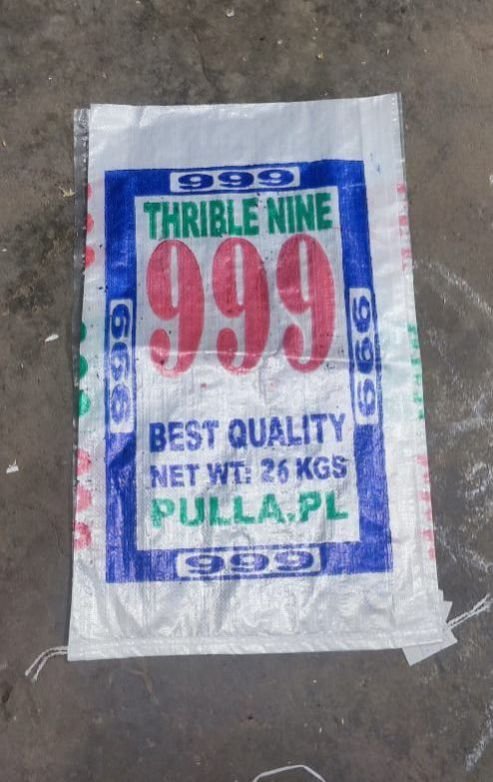 999
THRIBLE NINE
999
999
999
BEST QUALITY
NET WT: 26 KGS
PULLA.PL
999